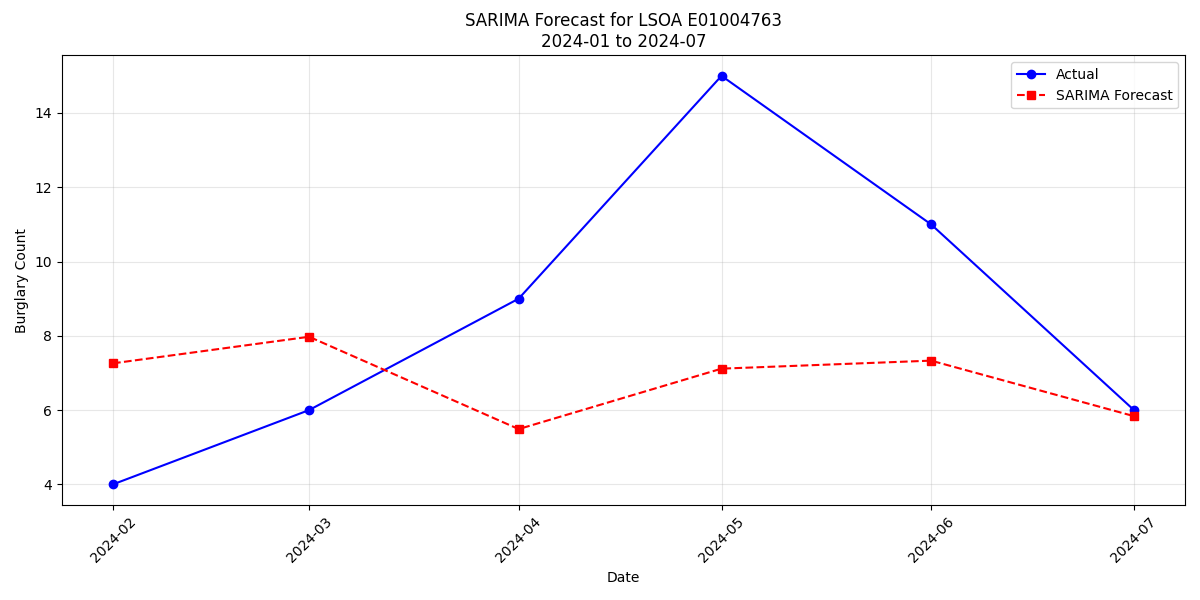 SARIMA Forecast for LSOA E01004763
2024-01 to 2024-07
Actual
SARIMA Forecast
Burglary Count
14
12
10
8
6
4
2024-02
2024-03
2024-04
2024-05
2024-06
2024-07
Date